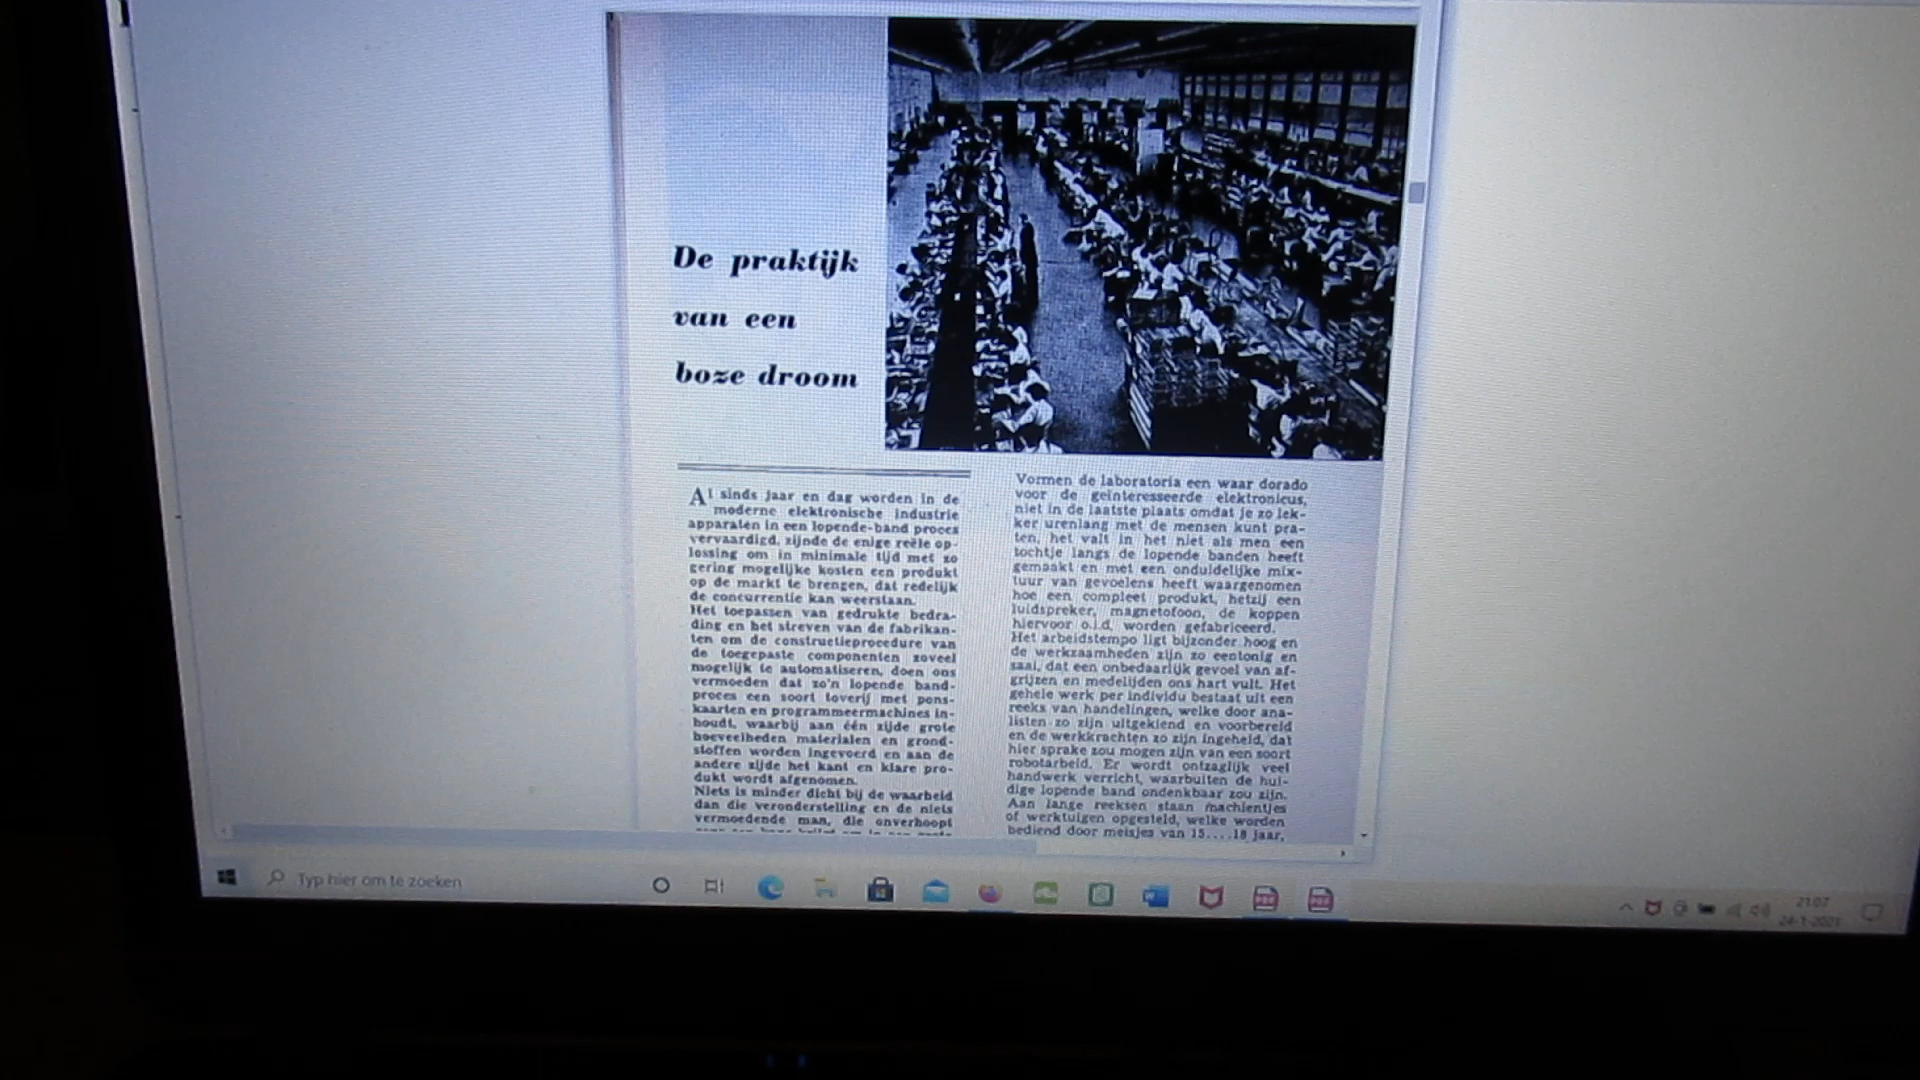 De praktijk
van een
boze droom
Al sinds jaar en dag worden in de
moderne elektronische industrie
apparaten in een lopende-band proces
vervaardigd, zijnde de enige reële op-
lossing om in minimale tijd met zo
gering mogelijke kosten een produkt
op de markt te brengen, dat redelijk
de concurrentie kan weerstaan.
Het toepassen van gedrukte bedra-
ding en het streven van de fabrikan-
ten om de constructieprocedure van
de toegepaste componenten zoveel
mogelijk te automatiseren, doen ons
vermoeden dat zo'n lopende band-
proces een soort toverij met pons-
kaarten en programmeermachines in-
houdt, waarbij aan één zijde grote
hoeveelheden materialen en grond-
stoffen worden ingevoerd en aan de
andere zijde het kant en klare pro-
dukt wordt afgenomen.
Niets is minder dicht bij de waarheid
dan die veronderstelling en de niets
vermoedende man, die onverhoopt
Vormen de laboratoria een waar dorado
voor de geïnteresseerde elektronicus,
niet in de laatste plaats omdat je zo lek-
ker urenlang met de mensen kunt pra-
ten, het valt in het niet als men een
tochtje langs de lopende banden heeft
gemaakt en met een onduidelijke mix-
tuur van gevoelens heeft waargenomen
hoe een compleet produkt, hetzij een
luidspreker, magnetofoon, de koppen
hiervoor o.i.d. worden gefabriceerd.
Het arbeidstempo ligt bijzonder hoog en
de werkzaamheden zijn zo eentonig en
saai, dat een onbedaarlijk gevoel van af-
grijzen en medelijden ons hart vult. Het
gehele werk per individu bestaat uit een
reeks van handelingen, welke door ana-
listen zo zijn uitgekiend en voorbereid
en de werkkrachten zo zijn ingeheid, dat
hier sprake zou mogen zijn van een soort
robotarbeid. Er wordt ontzaglijk veel
handwerk verricht, waarbuiten de hui-
dige lopende band ondenkbaar zou zijn.
Aan lange reeksen staan machientjes
of werktuigen opgesteld, welke worden
bediend door meisjes van 15....18 jaar,
Typ hier om te zoeken
21:07
24-1-2021